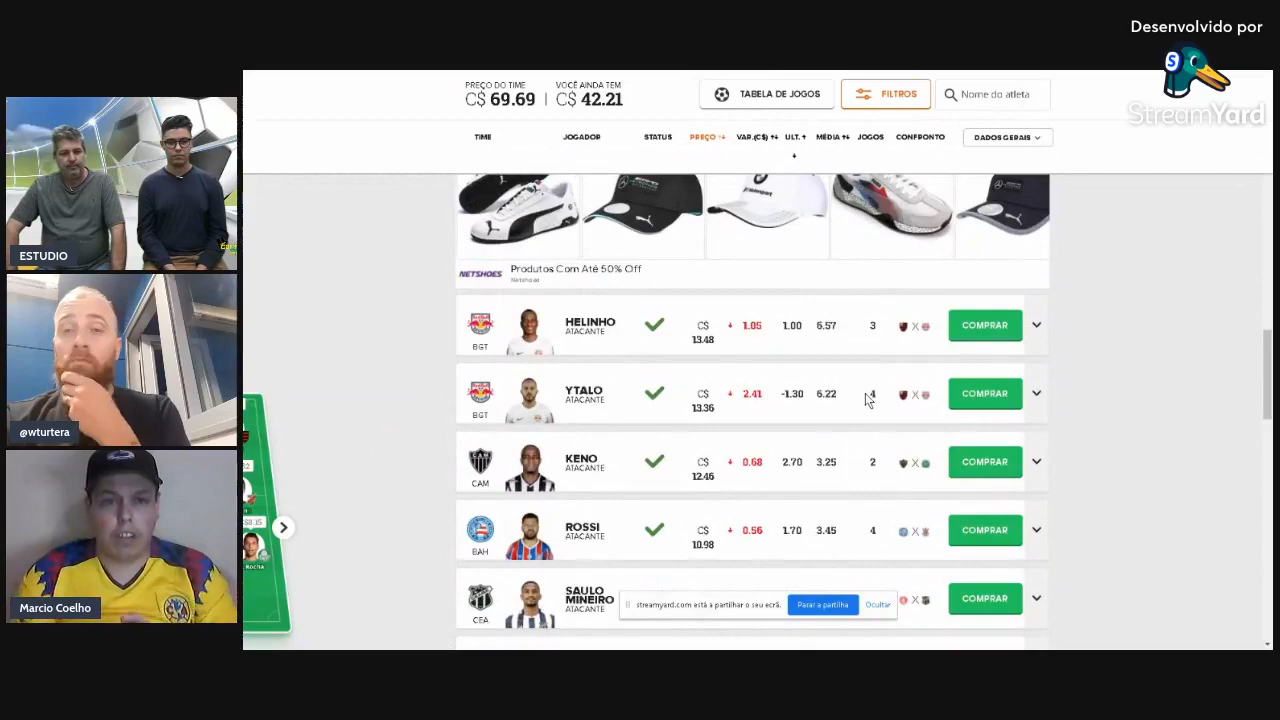 Desenvolvido por
StreamYard
PREÇO DO TIME
C$ 69.69
VOCÊ AINDA TEM
C$ 42.21
TABELA DE JOGOS
FILTROS
Nome do atleta
TIME JOGADOR STATUS PREÇO VAR.(C$) ULT. MÉDIA JOGOS CONFRONTO DADOS GERAIS
NETSHOES
Produtos Com Até 50% Off
Netshoes
BGT HELINHO ATACANTE C$ 13.48 1.05 1.00 6.57 3 X COMPRAR
BGT YTALO ATACANTE C$ 13.36 2.41 -1.30 6.22 4 X COMPRAR
CAM KENO ATACANTE C$ 12.46 0.68 2.70 3.25 2 X COMPRAR
BAH ROSSI ATACANTE C$ 10.98 0.56 1.70 3.45 4 X COMPRAR
CEA SAULO MINEIRO ATACANTE X COMPRAR
streamyard.com está a partilhar o seu ecrã.
Parar a partilha
Ocultar
ESTUDIO
@wturtera
Marcio Coelho
Rocha